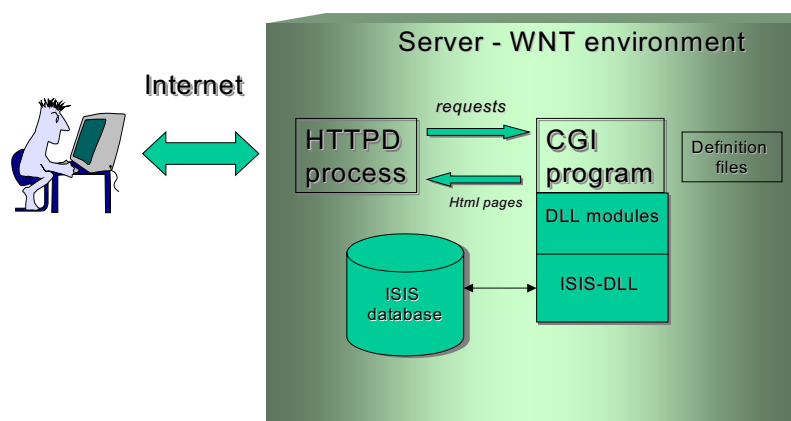 Server - WNT environment
Internet
requests
HTTPD
process
CGI
program
Definition
files
Html pages
DLL modules
ISIS-DLL
ISIS
database